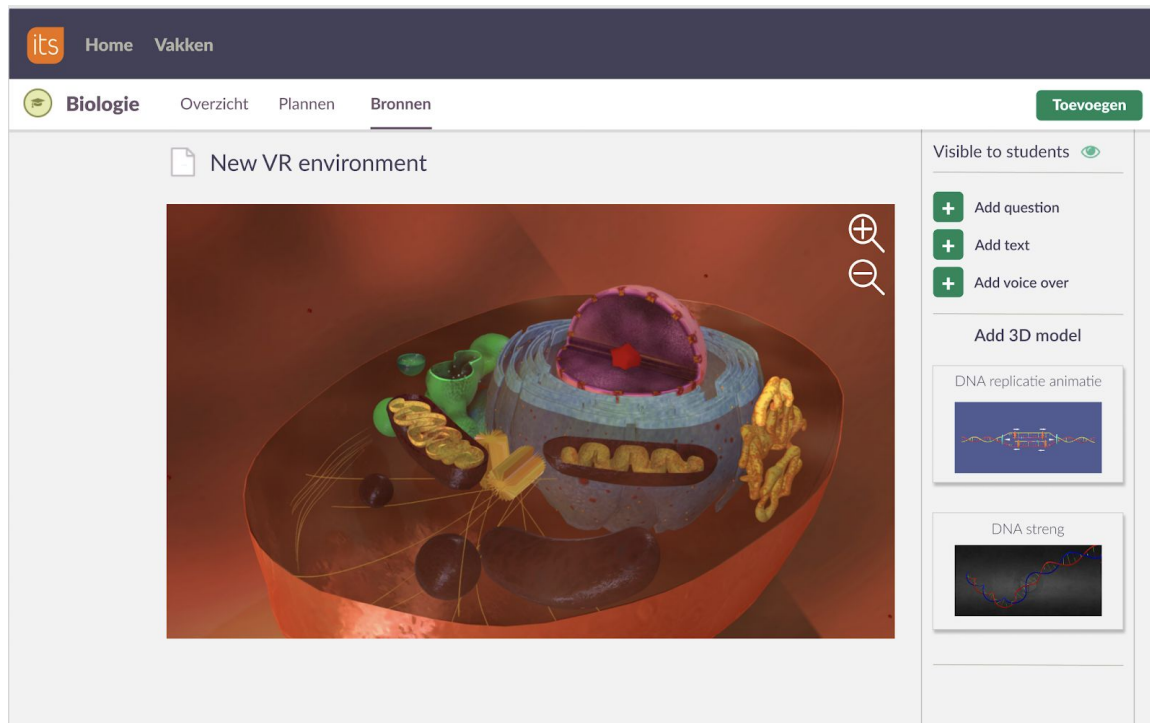 its Home Vakken
Biologie Overzicht Plannen Bronnen Toevoegen
New VR environment
Visible to students
+ Add question
+ Add text
+ Add voice over
Add 3D model
DNA replicatie animatie
DNA streng